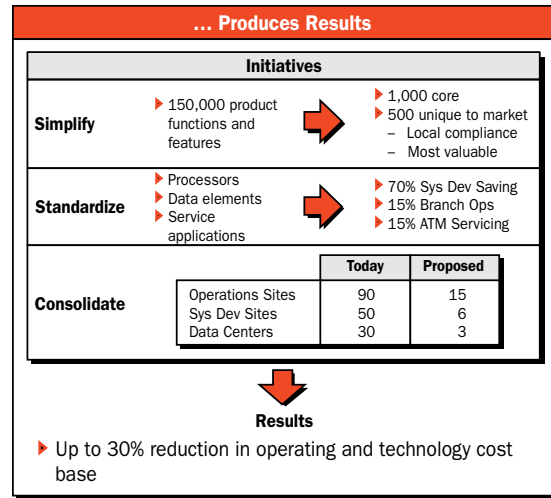 ... Produces Results
Initiatives
Simplify
150,000 product
functions and
features
1,000 core
500 unique to market
– Local compliance
– Most valuable
Standardize
Processors
Data elements
Service
applications
70% Sys Dev Saving
15% Branch Ops
15% ATM Servicing
Consolidate
Today Proposed
Operations Sites 90 15
Sys Dev Sites 50 6
Data Centers 30 3
Results
Up to 30% reduction in operating and technology cost
base